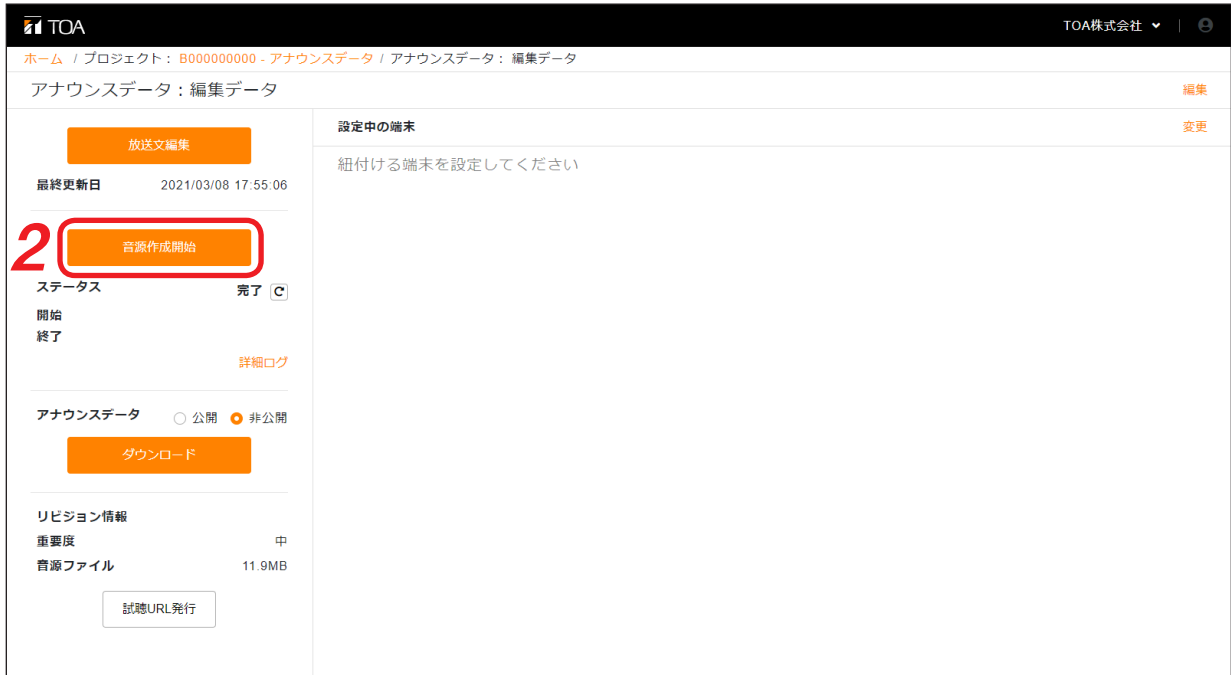 TOA
TOA株式会社
ホーム / プロジェクト： B000000000 - アナウンスデータ / アナウンスデータ： 編集データ
アナウンスデータ：編集データ
編集
放送文編集
最終更新日 2021/03/08 17:55:06
2
音源作成開始
ステータス 完了
開始
終了
詳細ログ
アナウンスデータ 公開 非公開
ダウンロード
リビジョン情報
重要度 中
音源ファイル 11.9MB
試聴URL発行
設定中の端末
変更
紐付ける端末を設定してください